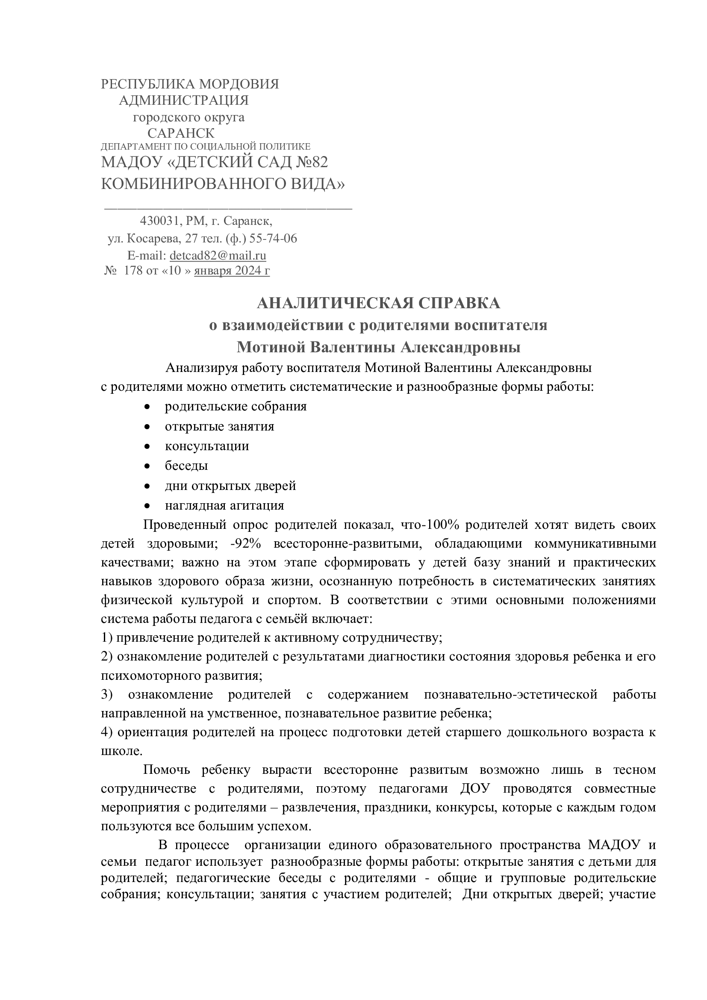 РЕСПУБЛИКА МОРДОВИЯ
АДМИНИСТРАЦИЯ
городского округа
САРАНСК
ДЕПАРТАМЕНТ ПО СОЦИАЛЬНОЙ ПОЛИТИКЕ
МАДОУ «ДЕТСКИЙ САД №82
КОМБИНИРОВАННОГО ВИДА»
______________________________________
430031, РМ, г. Саранск,
ул. Косарева, 27 тел. (ф.) 55-74-06
E-mail: detcad82@mail.ru
№  178 от «10 » января 2024 г
АНАЛИТИЧЕСКАЯ СПРАВКА
о взаимодействии с родителями воспитателя
Мотиной Валентины Александровны
Анализируя работу воспитателя Мотиной Валентины Александровны
с родителями можно отметить систематические и разнообразные формы работы:
• родительские собрания
• открытые занятия
• консультации
• беседы
• дни открытых дверей
• наглядная агитация
Проведенный опрос родителей показал, что-100% родителей хотят видеть своих
детей здоровыми; -92% всесторонне-развитыми, обладающими коммуникативными
качествами; важно на этом этапе сформировать у детей базу знаний и практических
навыков здорового образа жизни, осознанную потребность в систематических занятиях
физической культурой и спортом. В соответствии с этими основными положениями
система работы педагога с семьёй включает:
1) привлечение родителей к активному сотрудничеству;
2) ознакомление родителей с результатами диагностики состояния здоровья ребенка и его
психомоторного развития;
3) ознакомление родителей с содержанием познавательно-эстетической работы
направленной на умственное, познавательное развитие ребенка;
4) ориентация родителей на процесс подготовки детей старшего дошкольного возраста к
школе.
Помочь ребенку вырасти всесторонне развитым возможно лишь в тесном
сотрудничестве с родителями, поэтому педагогами ДОУ проводятся совместные
мероприятия с родителями – развлечения, праздники, конкурсы, которые с каждым годом
пользуются все большим успехом.
В процессе  организации единого образовательного пространства МАДОУ и
семьи  педагог использует  разнообразные формы работы: открытые занятия с детьми для
родителей; педагогические беседы с родителями - общие и групповые родительские
собрания; консультации; занятия с участием родителей;  Дни открытых дверей; участие